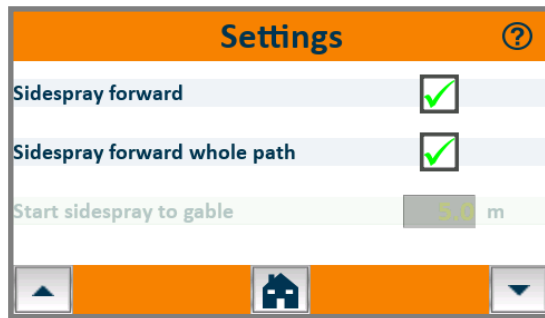 Settings ?
Sidespray forward
Sidespray forward whole path
Start sidespray to gable 5.0 m